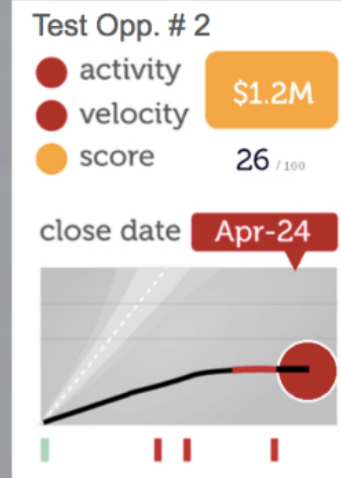 Test Opp. # 2
activity
$1.2M
velocity
score
26 / 100
close date
Apr-24